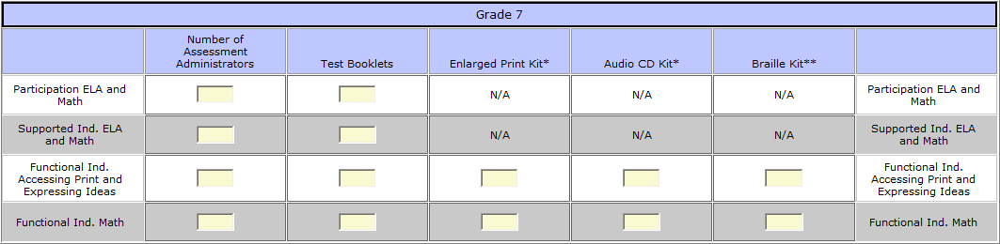 Grade 7
Number of
Assessment
Administrators
Test Booklets
Enlarged Print Kit*
Audio CD Kit*
Braille Kit**
Participation ELA and
Math
N/A
N/A
N/A
Participation ELA and
Math
Supported Ind. ELA
and Math
N/A
N/A
N/A
Supported Ind. ELA
and Math
Functional Ind.
Accessing Print and
Expressing Ideas
Functional Ind.
Accessing Print and
Expressing Ideas
Functional Ind. Math
Functional Ind. Math